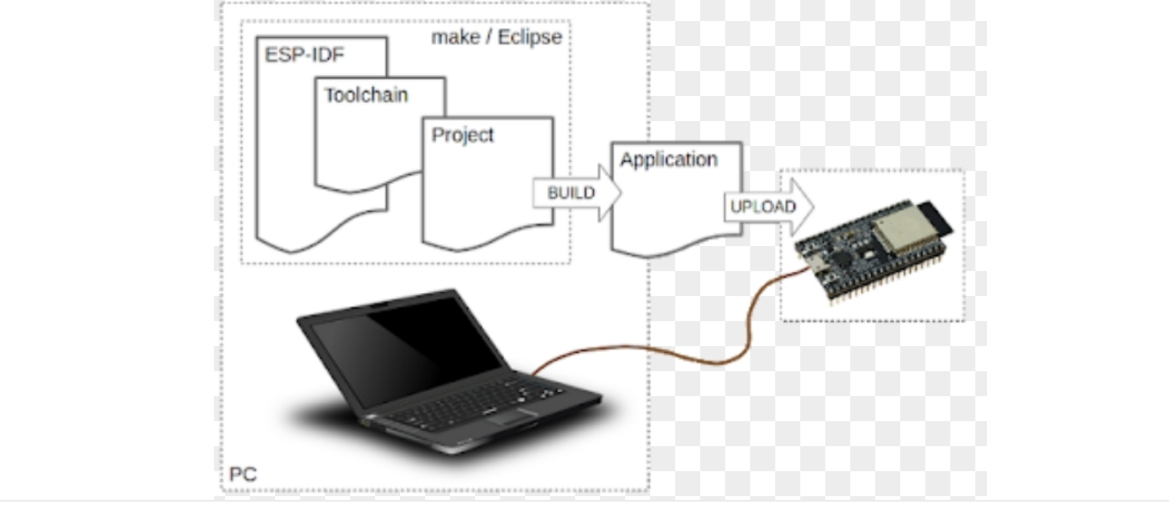 make / Eclipse
ESP-IDF
Toolchain
Project
BUILD
Application
UPLOAD
PC